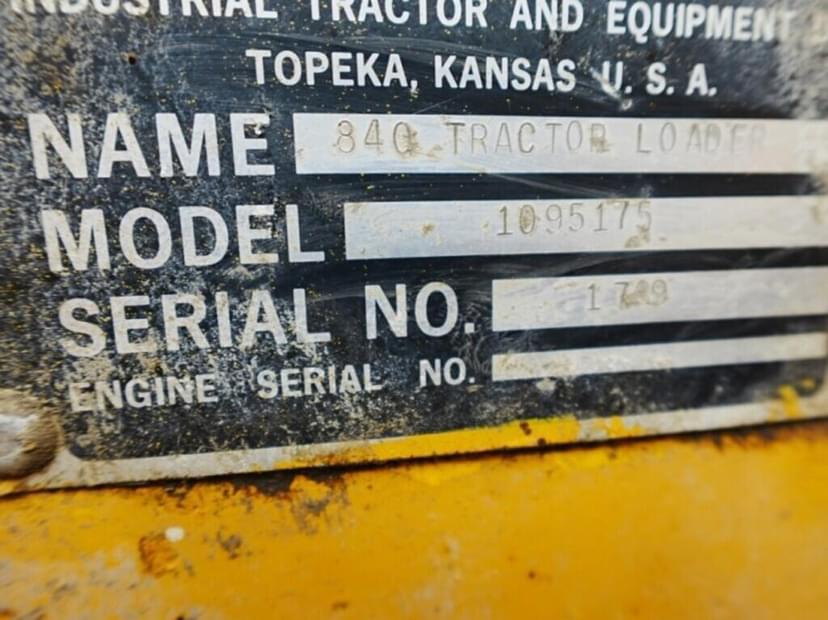 INDUSTRIAL TRACTOR AND EQUIPMENT
TOPEKA, KANSAS U. S. A.
NAME 840 TRACTOR LOADER
MODEL 1095175
SERIAL NO.
ENGINE SERIAL NO.